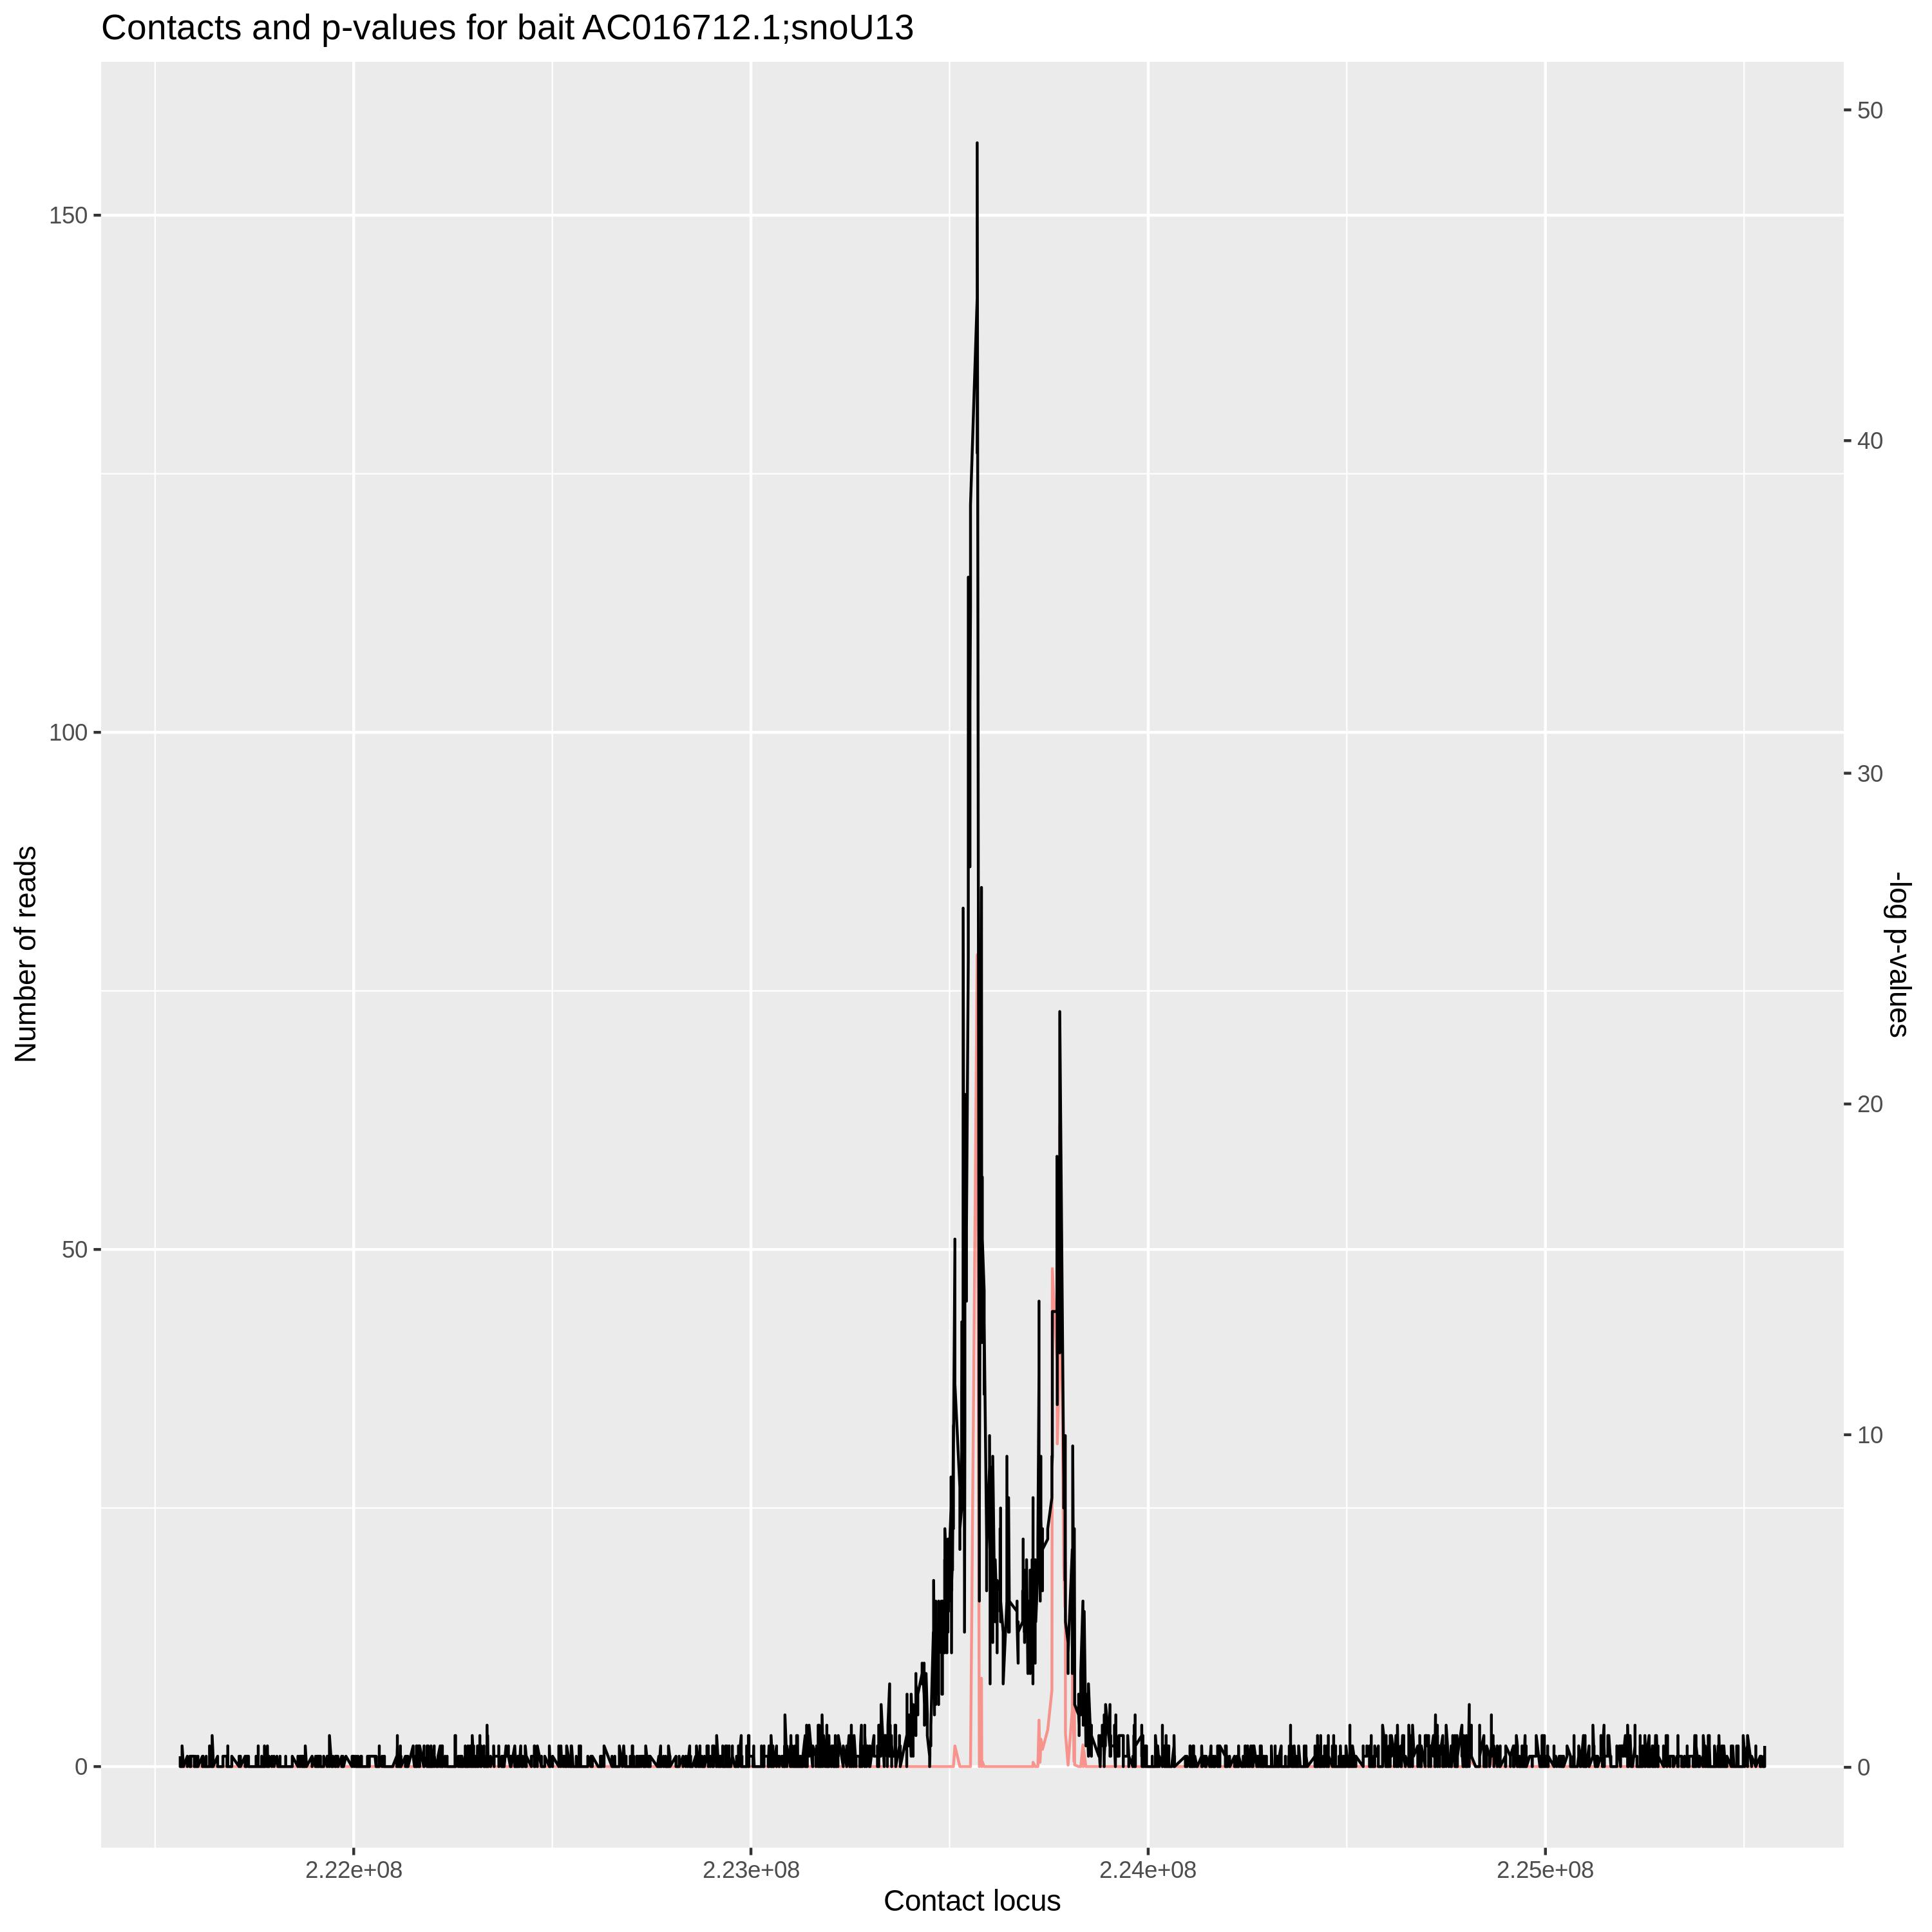 Contacts and p-values for bait AC016712.1;snoU13
150
100
50
0
Number of reads
50
40
30
20
10
0
-log p-values
2.22e+08
2.23e+08
2.24e+08
2.25e+08
Contact locus